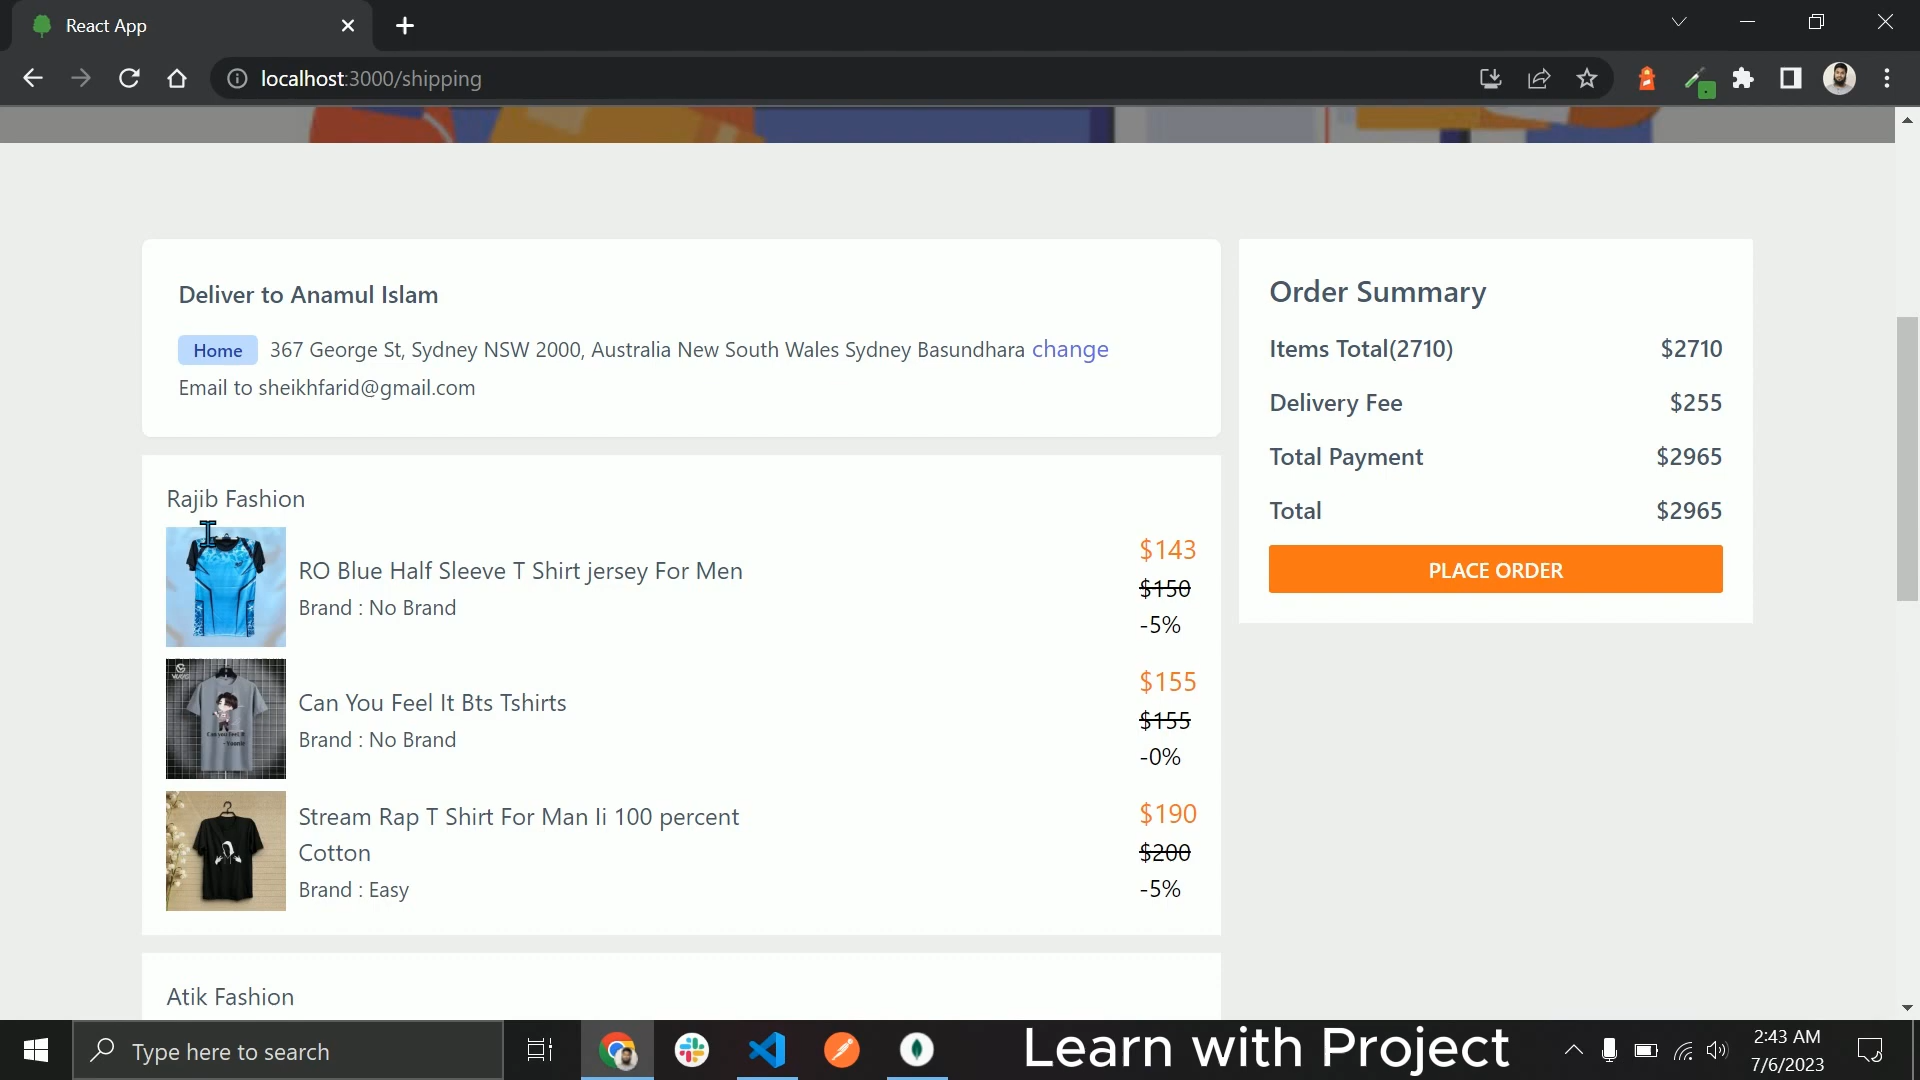 React App
localhost:3000/shipping
Deliver to Anamul Islam
Home 367 George St, Sydney NSW 2000, Australia New South Wales Sydney Basundhara change
Email to sheikhfarid@gmail.com
Order Summary
Items Total(2710) $2710
Delivery Fee $255
Total Payment $2965
Total $2965
PLACE ORDER
Rajib Fashion
RO Blue Half Sleeve T Shirt jersey For Men
Brand : No Brand
$143
$150
-5%
Can You Feel It Bts Tshirts
Brand : No Brand
$155
$155
-0%
Stream Rap T Shirt For Man Ii 100 percent
Cotton
Brand : Easy
$190
$200
-5%
Atik Fashion
Type here to search
Learn with Project
2:43 AM
7/6/2023